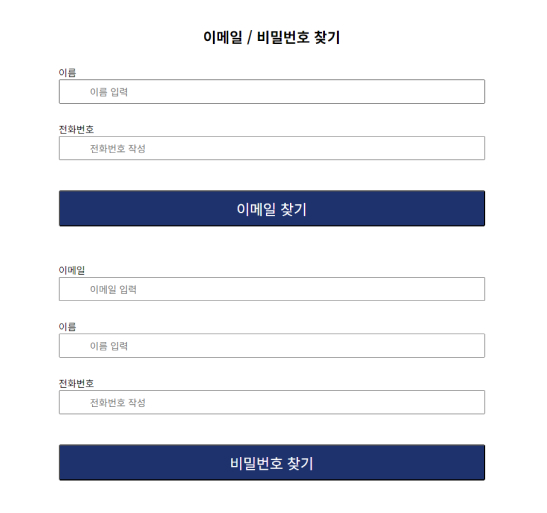 이메일 / 비밀번호 찾기
이름
이름 입력
전화번호
전화번호 작성
이메일 찾기
이메일
이메일 입력
이름
이름 입력
전화번호
전화번호 작성
비밀번호 찾기